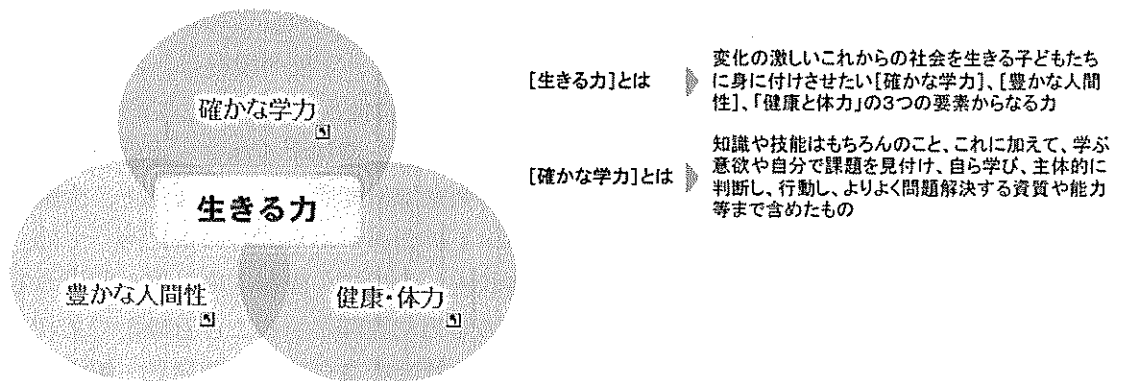 確かな学力
生きる力
豊かな人間性
健康・体力
[生きる力]とは
変化の激しいこれからの社会を生きる子どもたち
に身に付けさせたい[確かな学力]、[豊かな人間
性]、「健康と体力」の3つの要素からなる力
[確かな学力]とは
知識や技能はもちろんのこと、これに加えて、学ぶ
意欲や自分で課題を見付け、自ら学び、主体的に
判断し、行動し、よりよく問題解決する資質や能力
等まで含めたもの